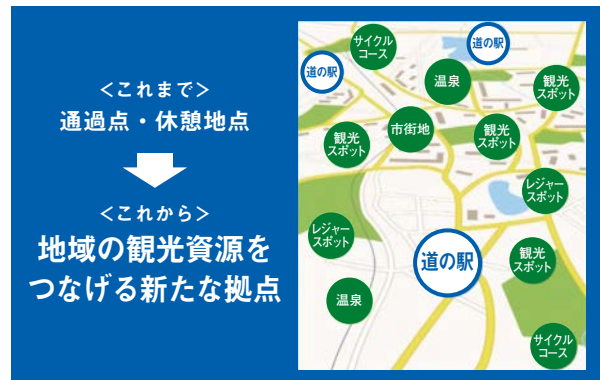 <これまで>
通過点・休憩地点
<これから>
地域の観光資源を
つなげる新たな拠点
サイクル
コース
道の駅
道の駅
温泉
観光
スポット
観光
スポット
市街地
観光
スポット
レジャー
スポット
レジャー
スポット
道の駅
観光
スポット
温泉
サイクル
コース